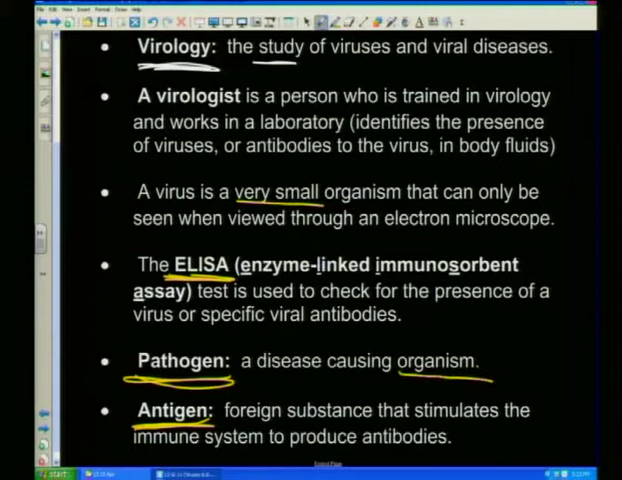 Virology: the study of viruses and viral diseases.
A virologist is a person who is trained in virology
and works in a laboratory (identifies the presence
of viruses, or antibodies to the virus, in body fluids)
A virus is a very small organism that can only be
seen when viewed through an electron microscope.
The ELISA (enzyme-linked immunosorbent
assay) test is used to check for the presence of a
virus or specific viral antibodies.
Pathogen: a disease causing organism.
Antigen: foreign substance that stimulates the
immune system to produce antibodies.
start